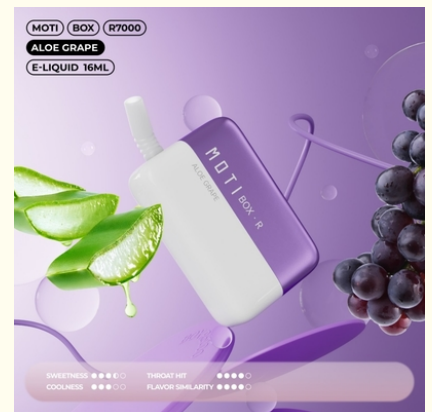 MOTI BOX R7000
ALOE GRAPE
E-LIQUID 16ML
MOTI
BOX · R
ALOE GRAPE
SWEETNESS THROAT HIT
COOLNESS FLAVOR SIMILARITY